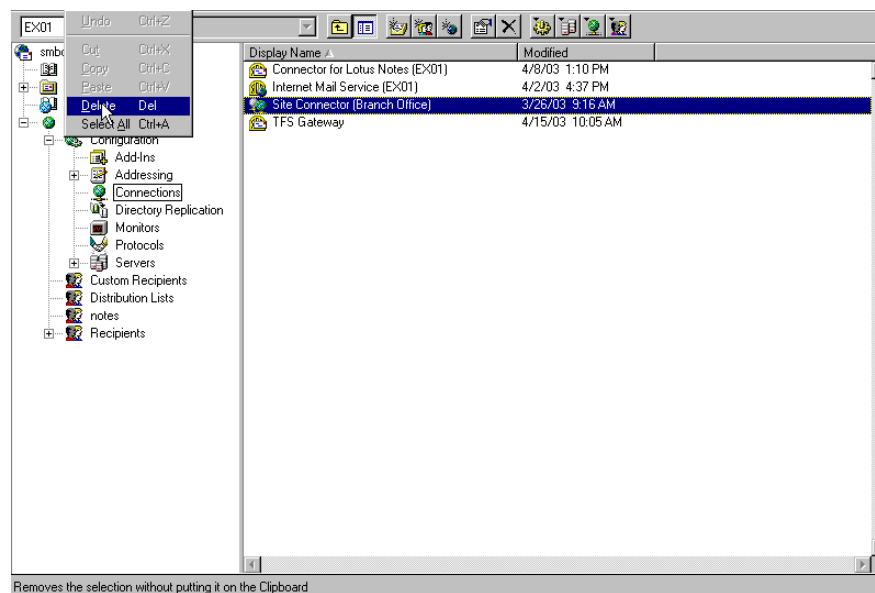 EX01
Undo Ctrl+Z
Cut Ctrl+X
Copy Ctrl+C
Paste Ctrl+V
Delete Del
Select All Ctrl+A
smbc
Configuration
Add-Ins
Addressing
Connections
Directory Replication
Monitors
Protocols
Servers
Custom Recipients
Distribution Lists
notes
Recipients
Display Name Modified
Connector for Lotus Notes (EX01) 4/8/03 1:10 PM
Internet Mail Service (EX01) 4/2/03 4:37 PM
Site Connector (Branch Office) 3/26/03 9:16 AM
TFS Gateway 4/15/03 10:05 AM
Removes the selection without putting it on the Clipboard